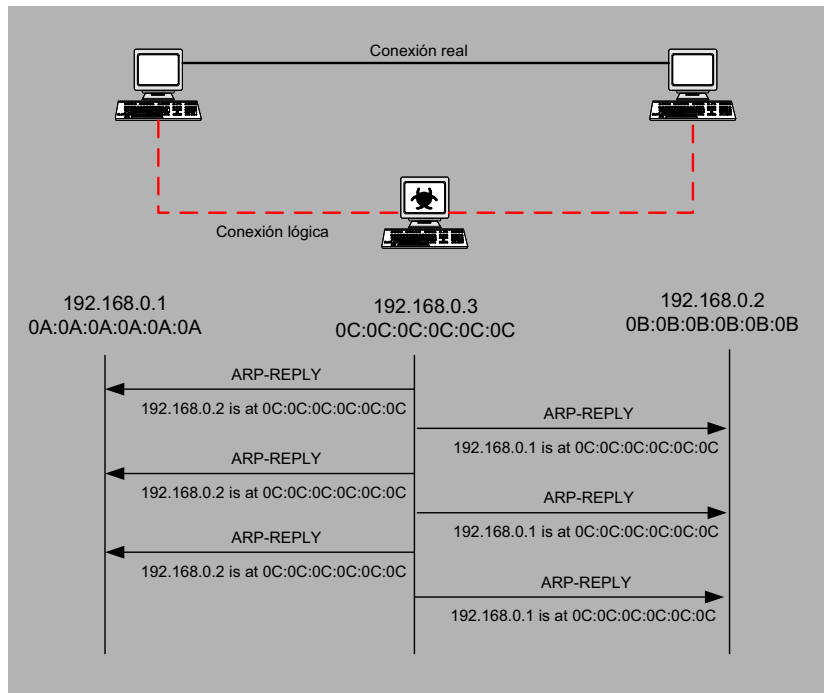 Conexión real
Conexión lógica
192.168.0.1
0A:0A:0A:0A:0A:0A
192.168.0.3
0C:0C:0C:0C:0C:0C
192.168.0.2
0B:0B:0B:0B:0B:0B
ARP-REPLY
192.168.0.2 is at 0C:0C:0C:0C:0C:0C
ARP-REPLY
192.168.0.1 is at 0C:0C:0C:0C:0C:0C
ARP-REPLY
192.168.0.2 is at 0C:0C:0C:0C:0C:0C
ARP-REPLY
192.168.0.1 is at 0C:0C:0C:0C:0C:0C
ARP-REPLY
192.168.0.2 is at 0C:0C:0C:0C:0C:0C
ARP-REPLY
192.168.0.1 is at 0C:0C:0C:0C:0C:0C